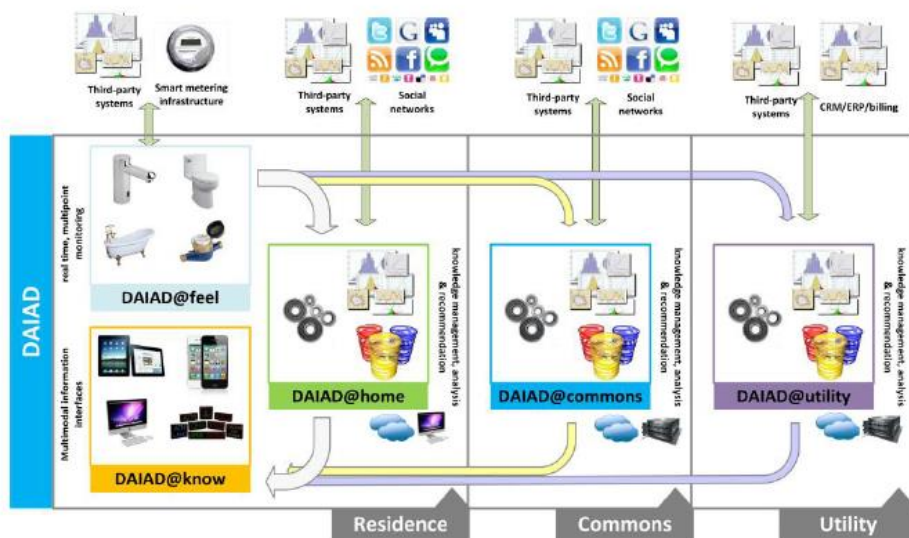 Third-party
systems
Smart metering
infrastructure
Third-party
systems
Social
networks
Third-party
systems
Social
networks
Third-party
systems
CRM/ERP/billing
DAIAD
real time, multipoint
monitoring
DAIAD@feel
Multimodal information
interfaces
DAIAD@know
DAIAD@home
knowledge management, analysis
& recommendation
DAIAD@commons
knowledge management, analysis
& recommendation
DAIAD@utility
knowledge management, analysis
& recommendation
Residence
Commons
Utility